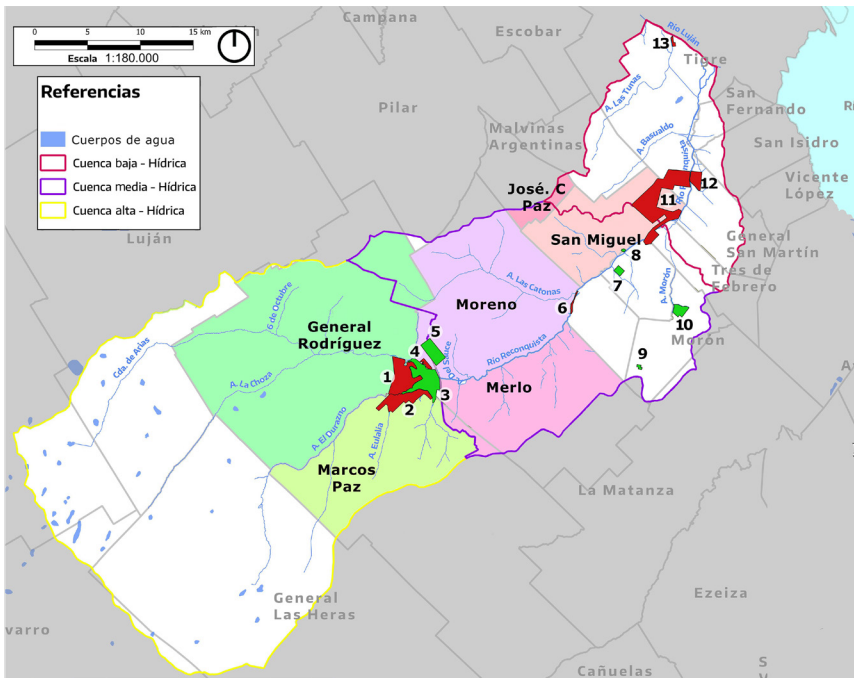 0 5 10 15 km
Escala 1:180.000
Referencias
Cuerpos de agua
Cuenca baja - Hídrica
Cuenca media - Hídrica
Cuenca alta - Hídrica
Campana
Escobar
Río Luján
13
Tigre
A. Las Tunas
San
Fernando
Pilar
Malvinas
Argentinas
A. Basualdo
San Isidro
Vicente
López
José. C
Paz
12
11
Luján
San Miguel
8
General
San Martín
Tres de
Febrero
7
A. Morón
6 de Octubre
A. Las Catonas
Moreno
6
General
Rodríguez
Cda. de Arias
5
4
Río Reconquista
10
Morón
9
A. La Choza
1
A. Del Sauce
2
3
Merlo
A. El Durazno
A. Eulalia
Marcos
Paz
La Matanza
General
Las Heras
Ezeiza
varro
Cañuelas
S